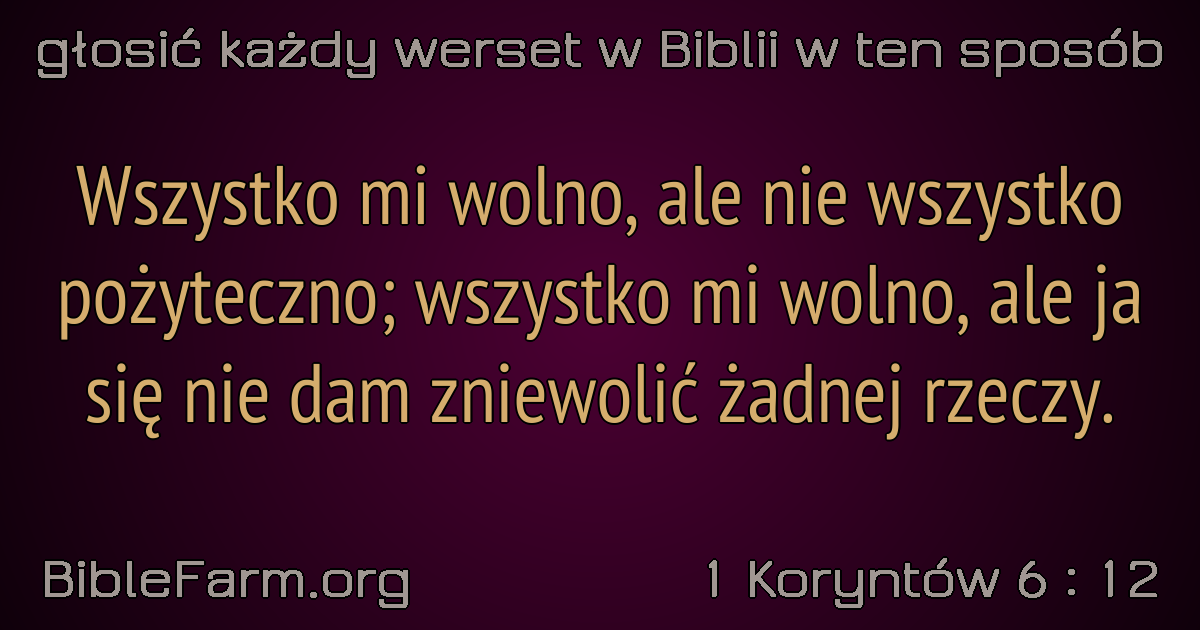 głosić każdy werset w Biblii w ten sposób
Wszystko mi wolno, ale nie wszystko
pożyteczno; wszystko mi wolno, ale ja
się nie dam zniewolić żadnej rzeczy.
BibleFarm.org
1 Koryntów 6 : 12